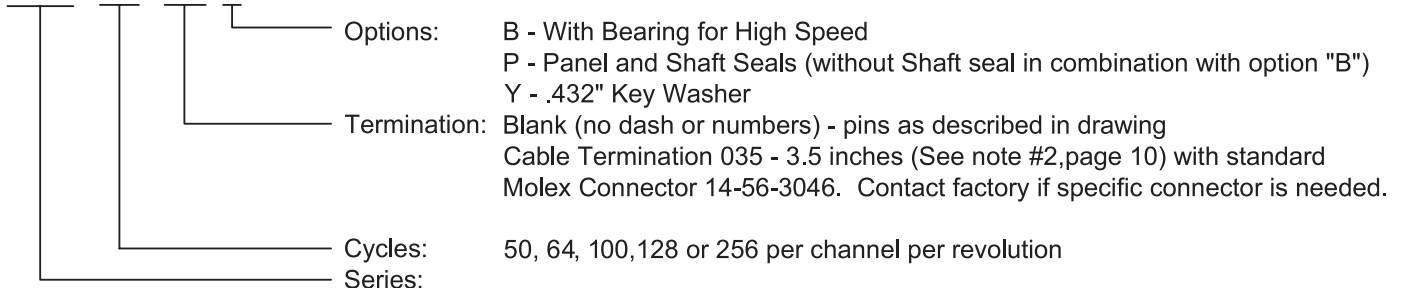 Options: B - With Bearing for High Speed
P - Panel and Shaft Seals (without Shaft seal in combination with option "B")
Y - .432" Key Washer
Termination: Blank (no dash or numbers) - pins as described in drawing
Cable Termination 035 - 3.5 inches (See note #2,page 10) with standard
Molex Connector 14-56-3046. Contact factory if specific connector is needed.
Cycles: 50, 64, 100,128 or 256 per channel per revolution
Series: